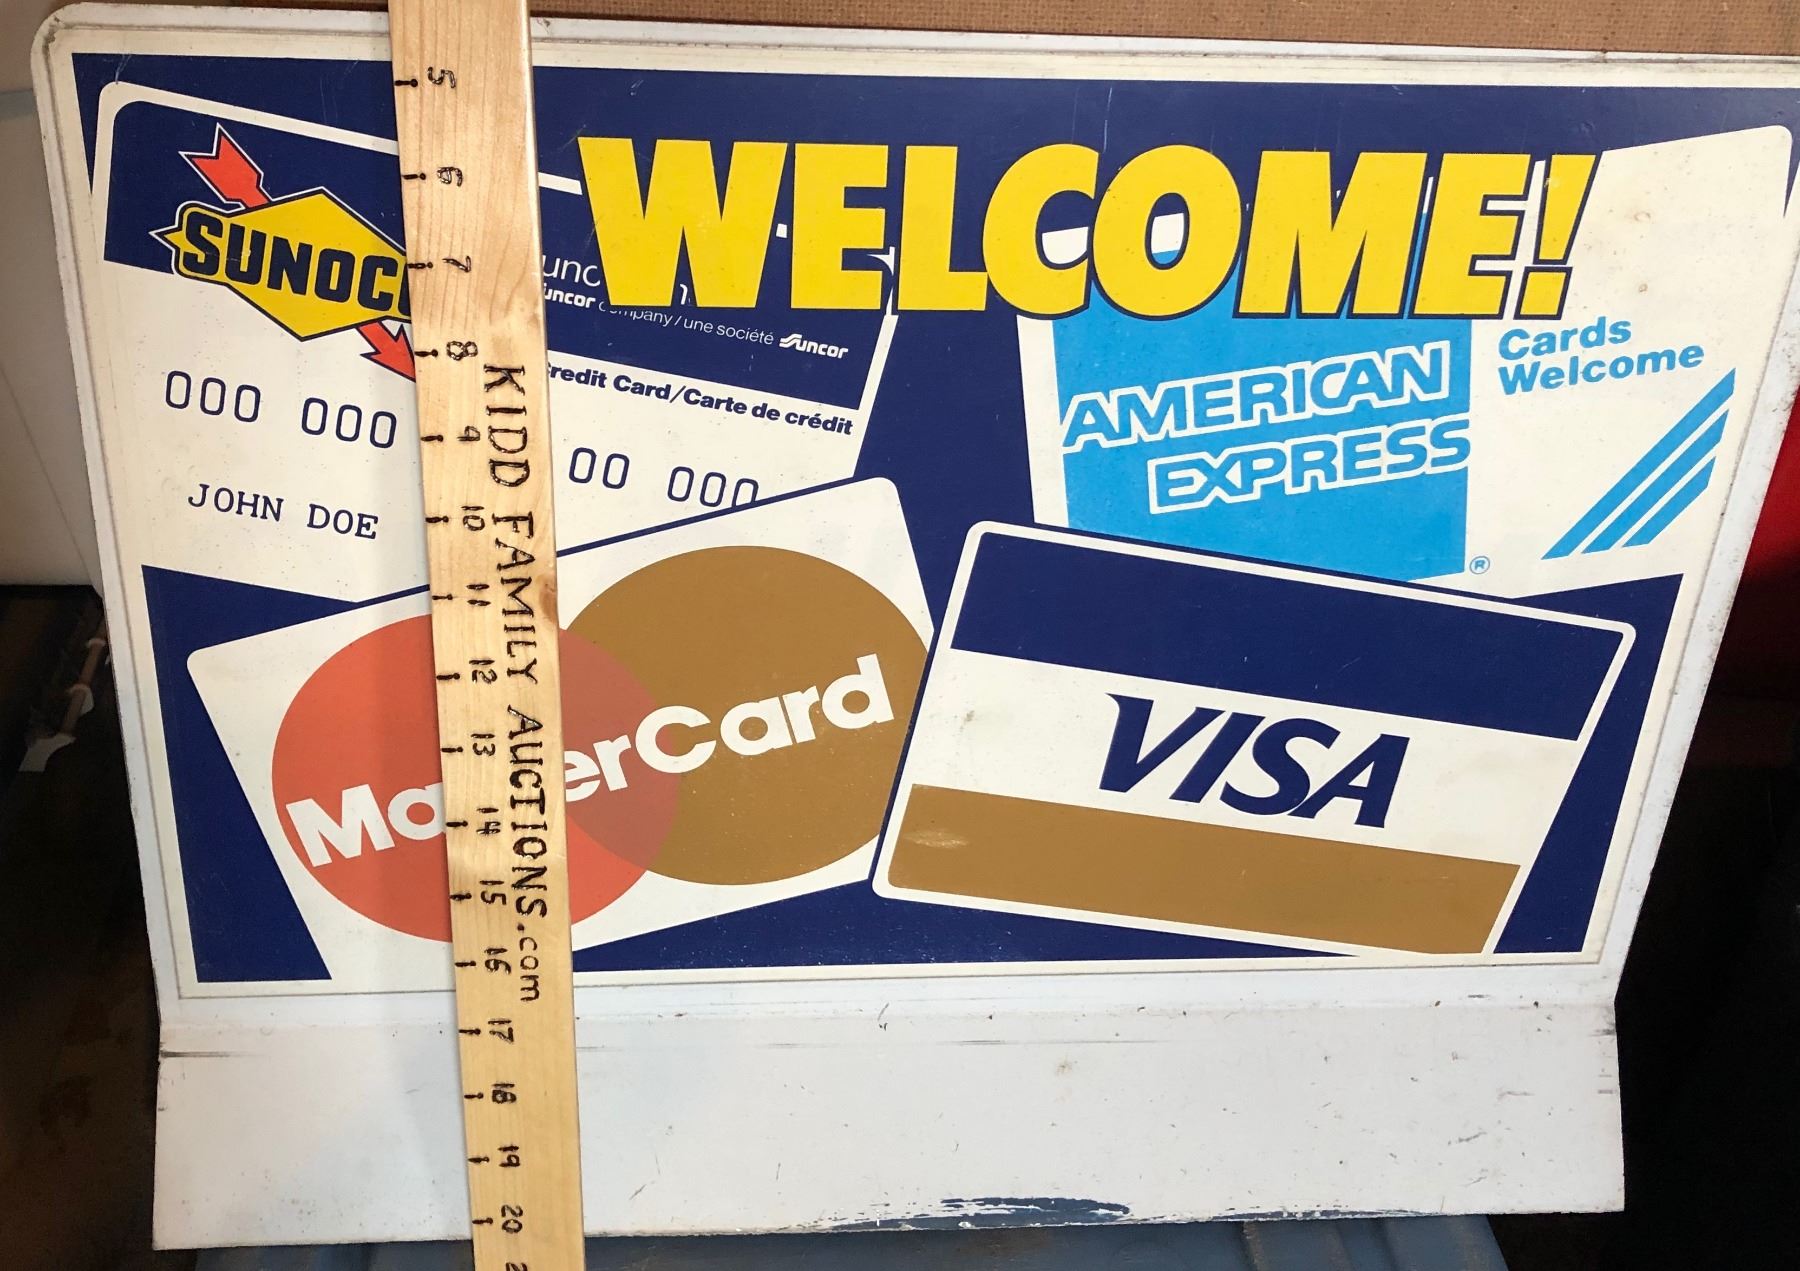 WELCOME!
SUNOC
uncor company / une société Suncor
redit Card/Carte de crédit
000 000
00 000
JOHN DOE
AMERICAN
EXPRESS
®
Cards
Welcome
Ma
erCard
VISA
5
6
7
8
9
10
11
12
13
14
15
16
17
18
19
20
KIDD FAMILY AUCTIONS.com